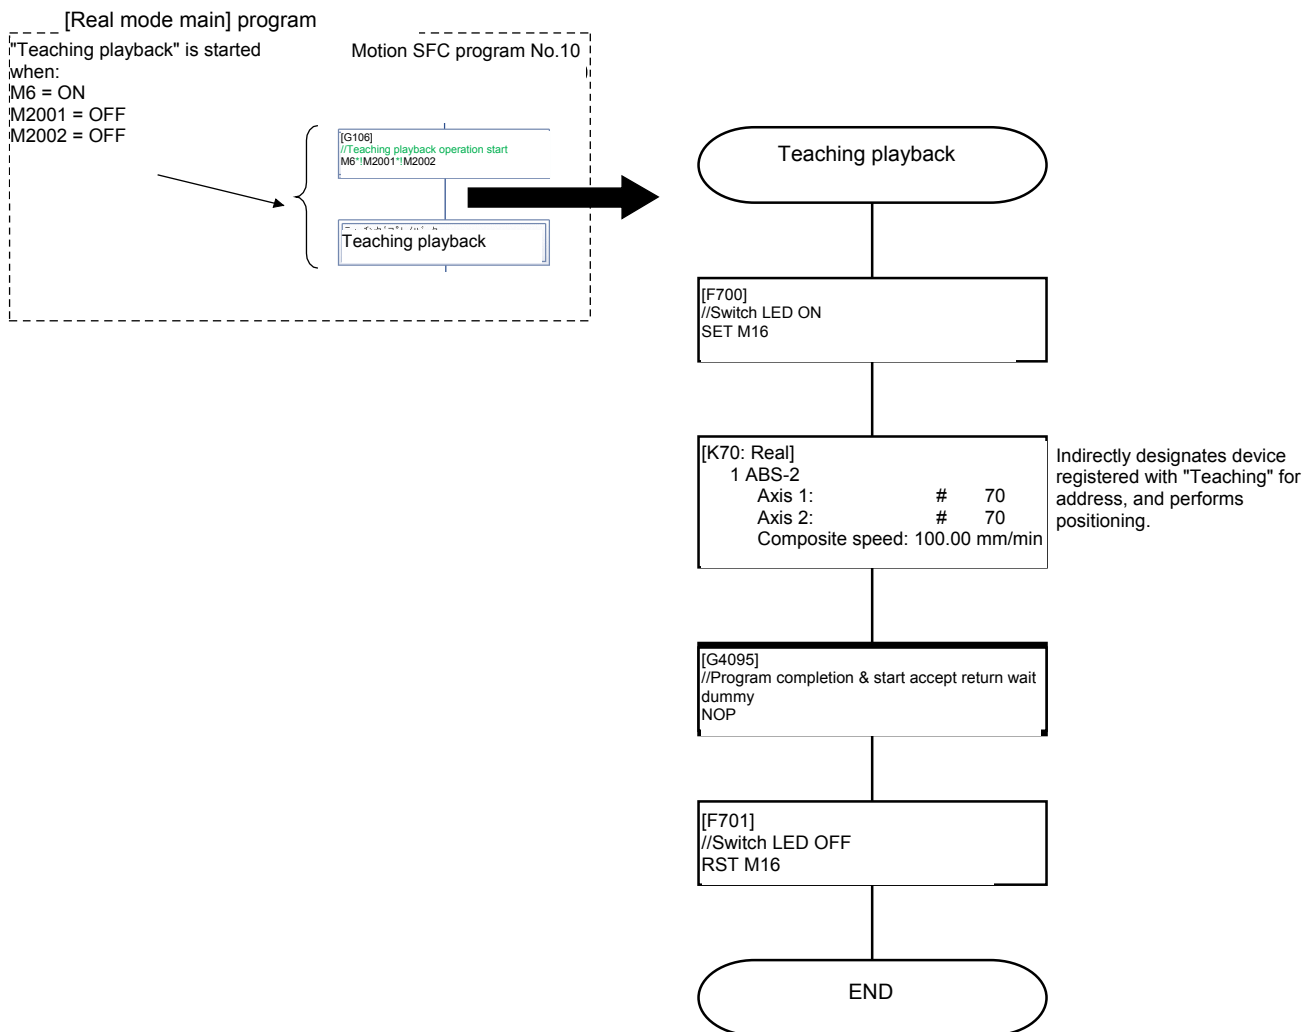 [Real mode main] program
"Teaching playback" is started
when:
M6 = ON
M2001 = OFF
M2002 = OFF
Motion SFC program No.10
[G106]
//Teaching playback operation start
M6*!M2001*!M2002
Teaching playback
Teaching playback
[F700]
//Switch LED ON
SET M16
[K70: Real]
1 ABS-2
Axis 1: # 70
Axis 2: # 70
Composite speed: 100.00 mm/min
Indirectly designates device
registered with "Teaching" for
address, and performs
positioning.
[G4095]
//Program completion & start accept return wait
dummy
NOP
[F701]
//Switch LED OFF
RST M16
END